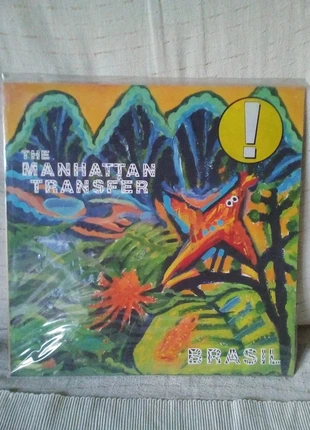 THE
MANHATTAN
TRANSFER
!
BRASIL